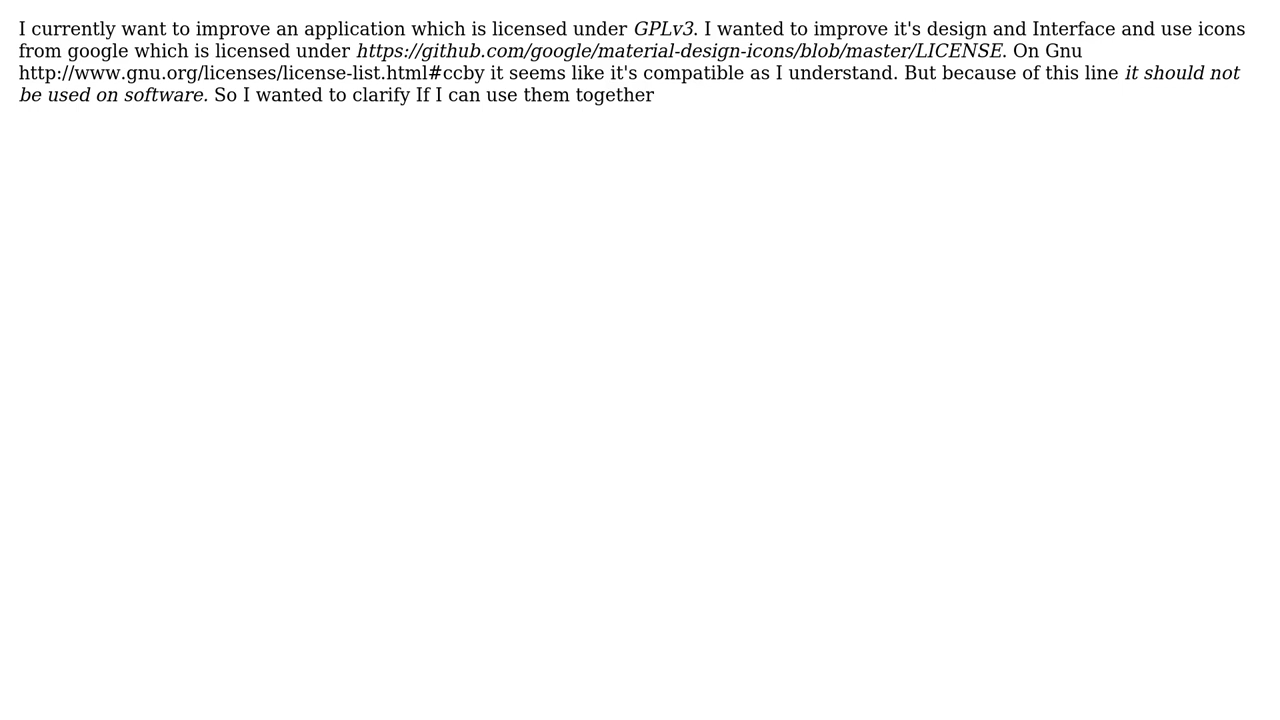 I currently want to improve an application which is licensed under GPLv3. I wanted to improve it's design and Interface and use icons
from google which is licensed under https://github.com/google/material-design-icons/blob/master/LICENSE. On Gnu
http://www.gnu.org/licenses/license-list.html#ccby it seems like it's compatible as I understand. But because of this line it should not
be used on software. So I wanted to clarify If I can use them together